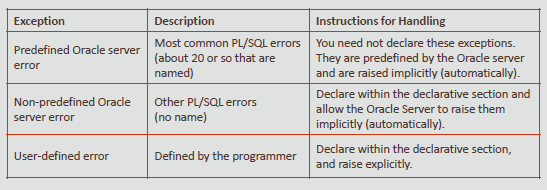 Exception Description Instructions for Handling
Predefined Oracle server
error
Most common PL/SQL errors
(about 20 or so that are
named)
You need not declare these exceptions.
They are predefined by the Oracle server
and are raised implicitly (automatically).
Non-predefined Oracle
server error
Other PL/SQL errors
(no name)
Declare within the declarative section and
allow the Oracle Server to raise them
implicitly (automatically).
User-defined error
Defined by the programmer
Declare within the declarative section,
and raise explicitly.